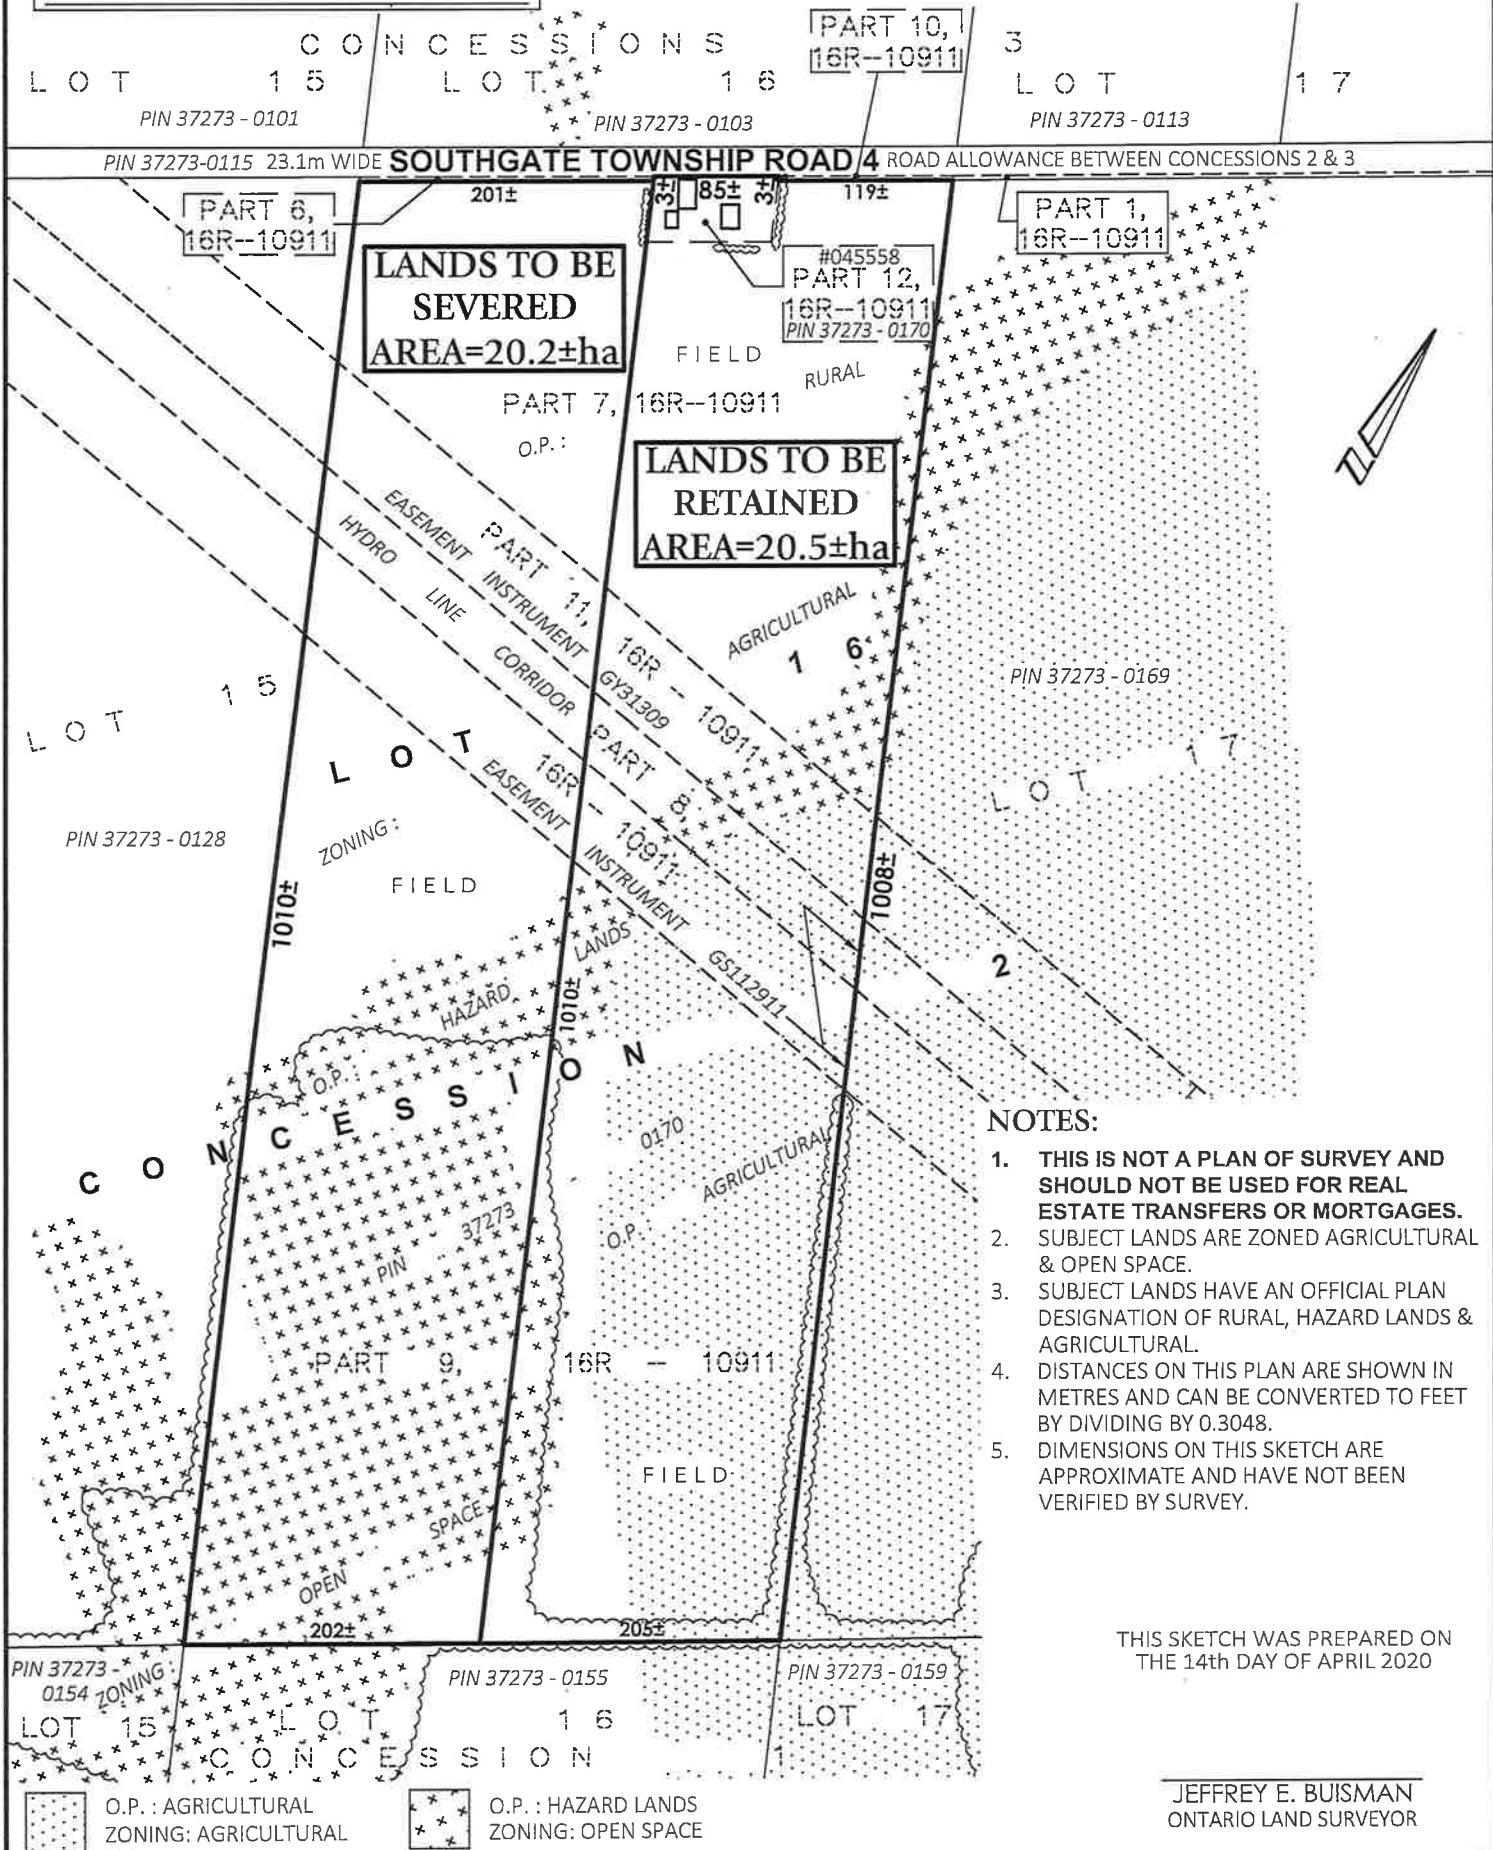 CONCESSIONS 3
LOT 15
LOT 16
LOT 17
PART 10,
16R--10911
PIN 37273 - 0101
PIN 37273 - 0103
PIN 37273 - 0113
PIN 37273-0115 23.1m WIDE SOUTHGATE TOWNSHIP ROAD 4 ROAD ALLOWANCE BETWEEN CONCESSIONS 2 & 3
201±
3±
85±
3±
119±
PART 6,
16R--10911
PART 1,
16R--10911
#045558
PART 12,
16R--10911
PIN 37273 - 0170
LANDS TO BE
SEVERED
AREA=20.2±ha
FIELD
RURAL
PART 7, 16R--10911
O.P. :
LANDS TO BE
RETAINED
AREA=20.5±ha
N
EASEMENT INSTRUMENT GY31309
PART 11, 16R -- 10911
HYDRO LINE CORRIDOR
PART 8, 16R -- 10911
EASEMENT INSTRUMENT GS112911
AGRICULTURAL
LOT 16
LOT 15
PIN 37273 - 0169
LOT 17
PIN 37273 - 0128
ZONING :
FIELD
1010±
1010±
1008±
HAZARD LANDS
O.P. :
CONCESSION 2
PIN 37273 0170
O.P. : AGRICULTURAL
PART 9, 16R -- 10911
FIELD
OPEN SPACE
ZONING :
202±
205±
PIN 37273 -
0154
PIN 37273 - 0155
PIN 37273 - 0159
LOT 15
LOT 16
LOT 17
CONCESSION 1
NOTES:
1. THIS IS NOT A PLAN OF SURVEY AND
SHOULD NOT BE USED FOR REAL
ESTATE TRANSFERS OR MORTGAGES.
2. SUBJECT LANDS ARE ZONED AGRICULTURAL
& OPEN SPACE.
3. SUBJECT LANDS HAVE AN OFFICIAL PLAN
DESIGNATION OF RURAL, HAZARD LANDS &
AGRICULTURAL.
4. DISTANCES ON THIS PLAN ARE SHOWN IN
METRES AND CAN BE CONVERTED TO FEET
BY DIVIDING BY 0.3048.
5. DIMENSIONS ON THIS SKETCH ARE
APPROXIMATE AND HAVE NOT BEEN
VERIFIED BY SURVEY.
THIS SKETCH WAS PREPARED ON
THE 14th DAY OF APRIL 2020
JEFFREY E. BUISMAN
ONTARIO LAND SURVEYOR
O.P. : AGRICULTURAL
ZONING: AGRICULTURAL
O.P. : HAZARD LANDS
ZONING: OPEN SPACE